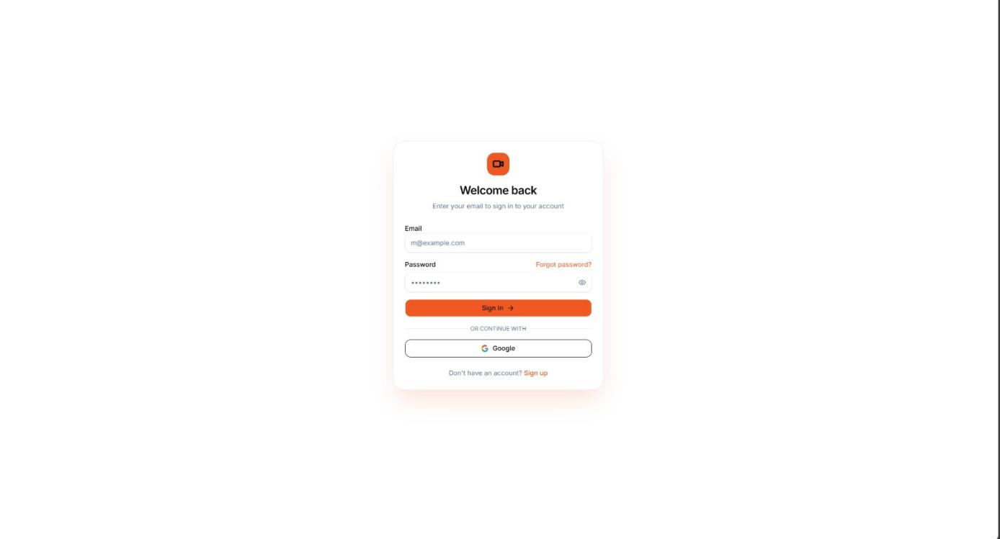 Welcome back
Enter your email to sign in to your account
Email
m@example.com
Password Forgot password?
••••••••
Sign In →
OR CONTINUE WITH
Google
Don't have an account? Sign up